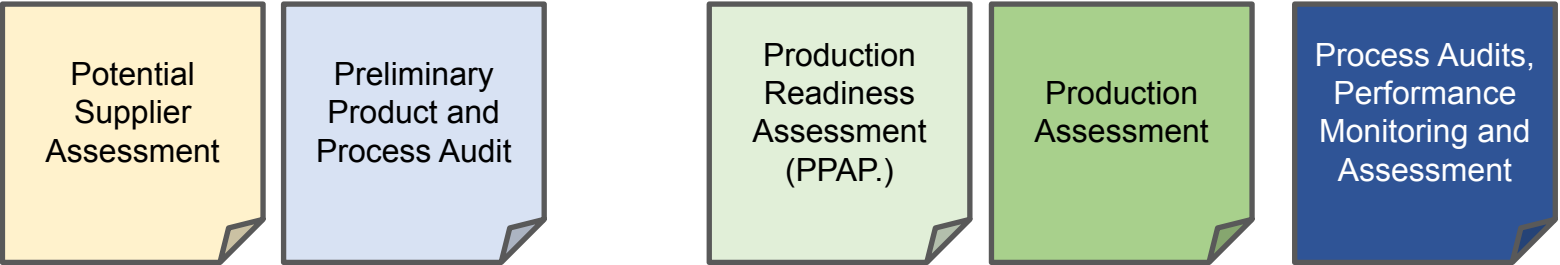 Potential
Supplier
Assessment
Preliminary
Product and
Process Audit
Production
Readiness
Assessment
(PPAP.)
Production
Assessment
Process Audits,
Performance
Monitoring and
Assessment